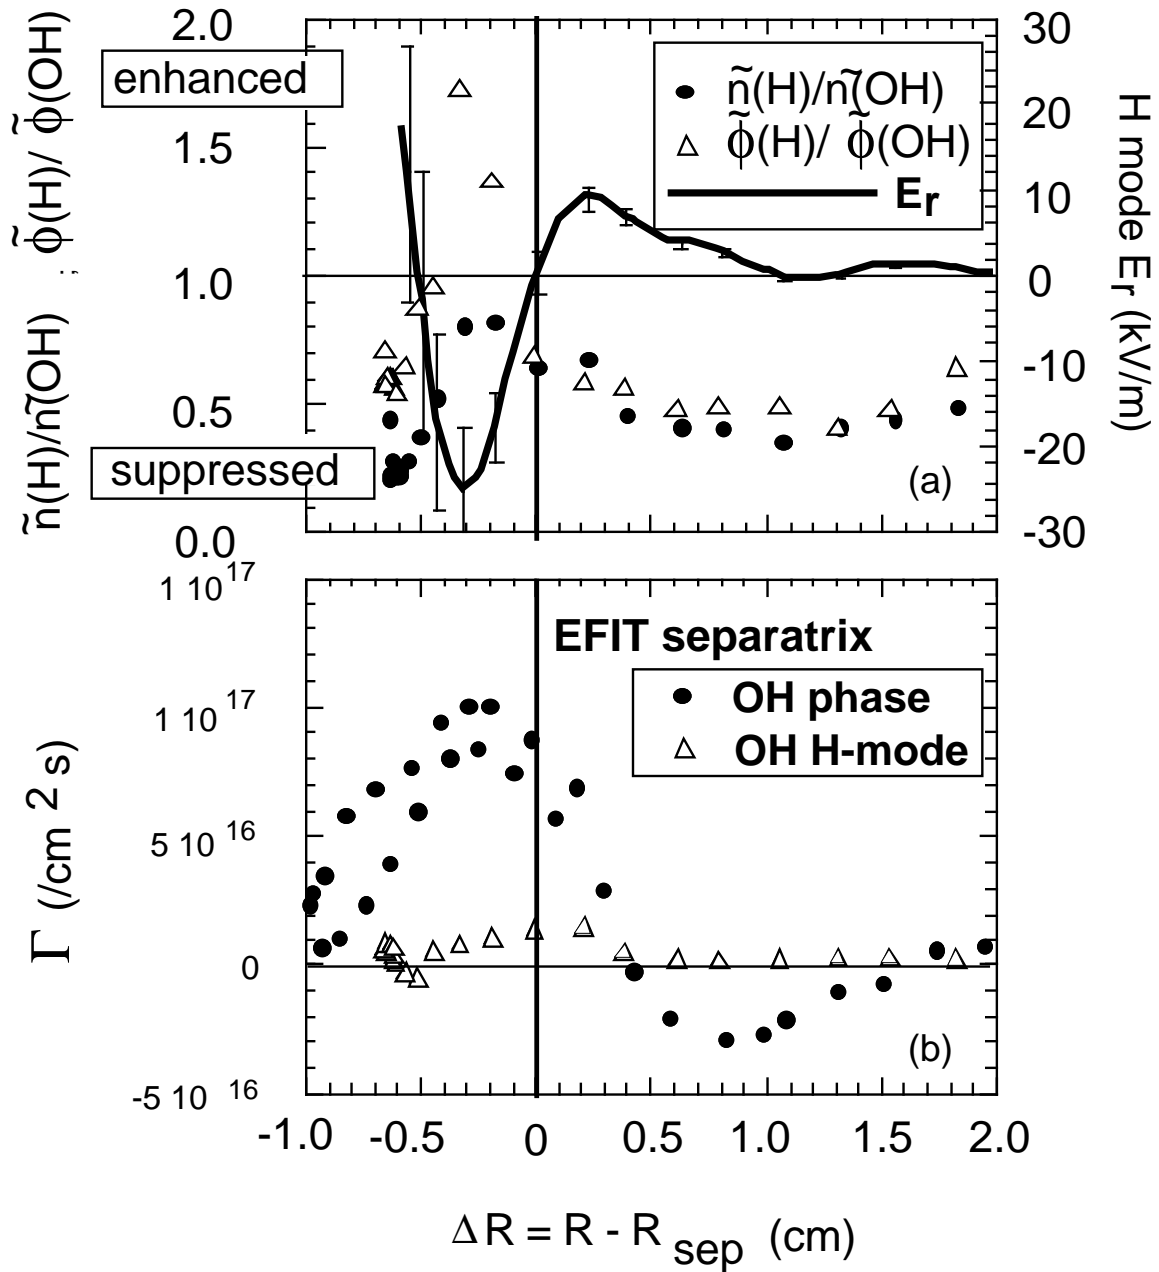 ñ(H)/ñ(OH) ; ϕ̃(H)/ ϕ̃(OH)
2.0
1.5
1.0
0.5
0.0
enhanced
suppressed
ñ(H)/ñ(OH)
ϕ̃(H)/ ϕ̃(OH)
Er
(a)
30
20
10
0
-10
-20
-30
H mode Er (kV/m)
Γ (/cm 2 s)
1 10 17
1 10 17
5 10 16
0
-5 10 16
EFIT separatrix
OH phase
OH H-mode
(b)
-1.0 -0.5 0 0.5 1.0 1.5 2.0
Δ R = R - R sep (cm)